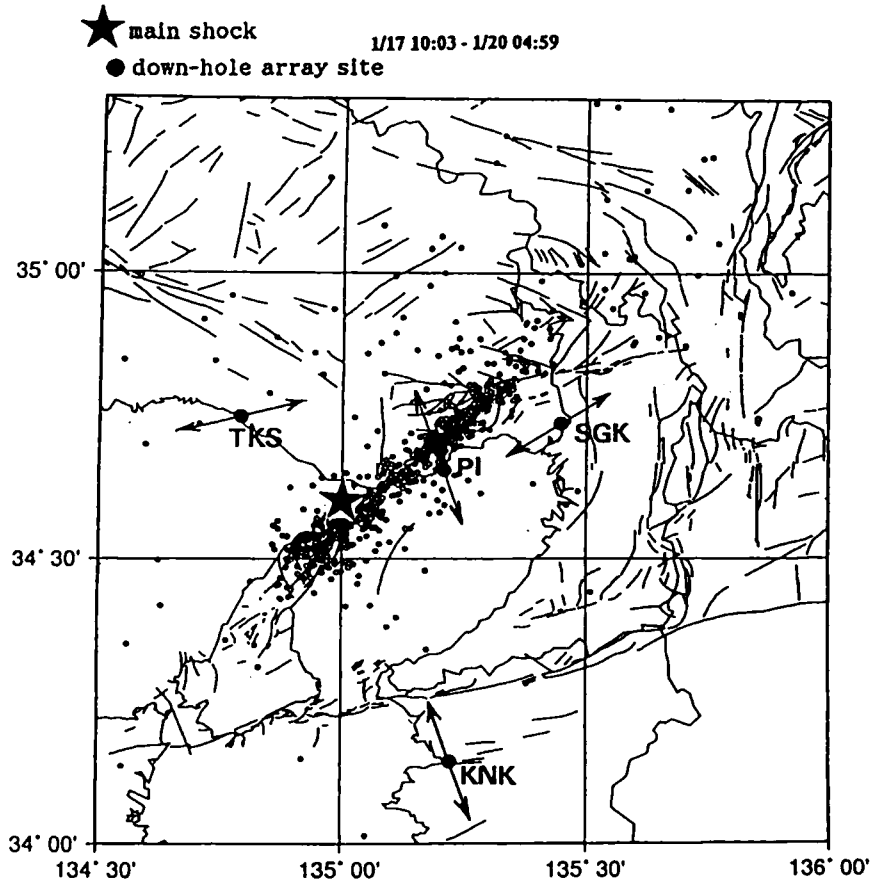 main shock
1/17 10:03 - 1/20 04:59
down-hole array site
35° 00'
TKS
SGK
PI
34° 30'
KNK
34° 00'
134° 30'
135° 00'
135° 30'
136° 00'